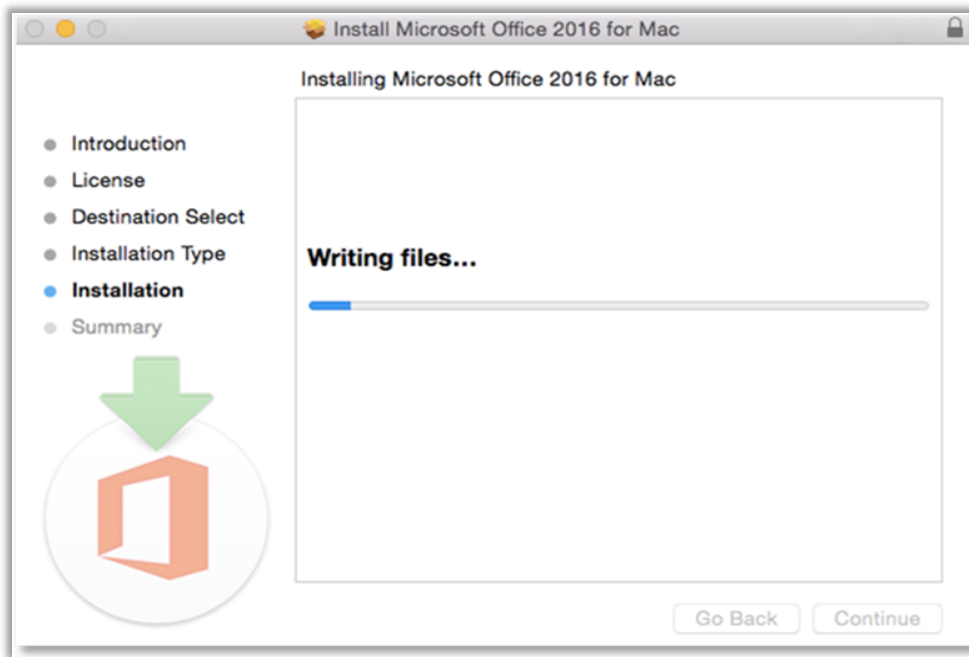 Install Microsoft Office 2016 for Mac
Installing Microsoft Office 2016 for Mac
Introduction
License
Destination Select
Installation Type
Installation
Summary
Writing files...
Go Back
Continue